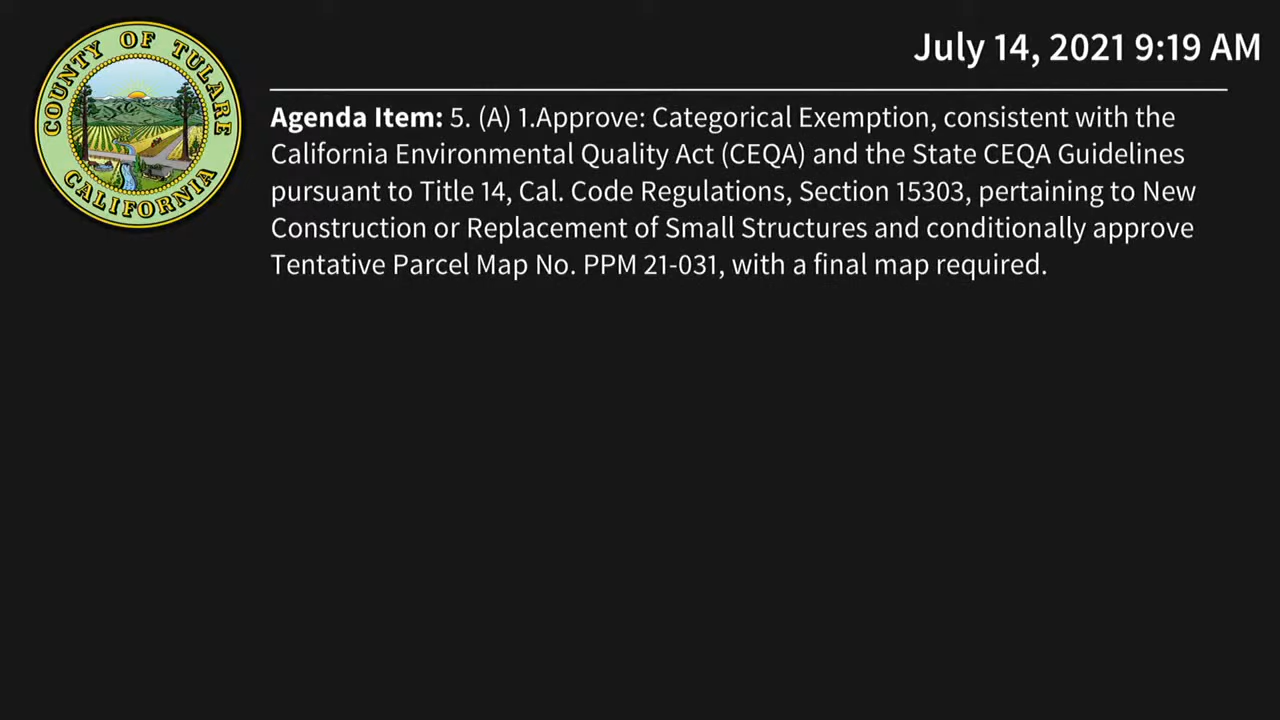 COUNTY OF TULARE
CALIFORNIA
July 14, 2021 9:19 AM
Agenda Item: 5. (A) 1.Approve: Categorical Exemption, consistent with the
California Environmental Quality Act (CEQA) and the State CEQA Guidelines
pursuant to Title 14, Cal. Code Regulations, Section 15303, pertaining to New
Construction or Replacement of Small Structures and conditionally approve
Tentative Parcel Map No. PPM 21-031, with a final map required.